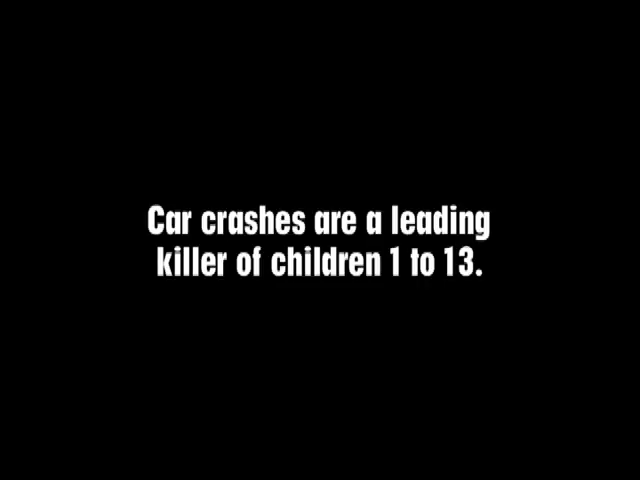 Car crashes are a leading
killer of children 1 to 13.